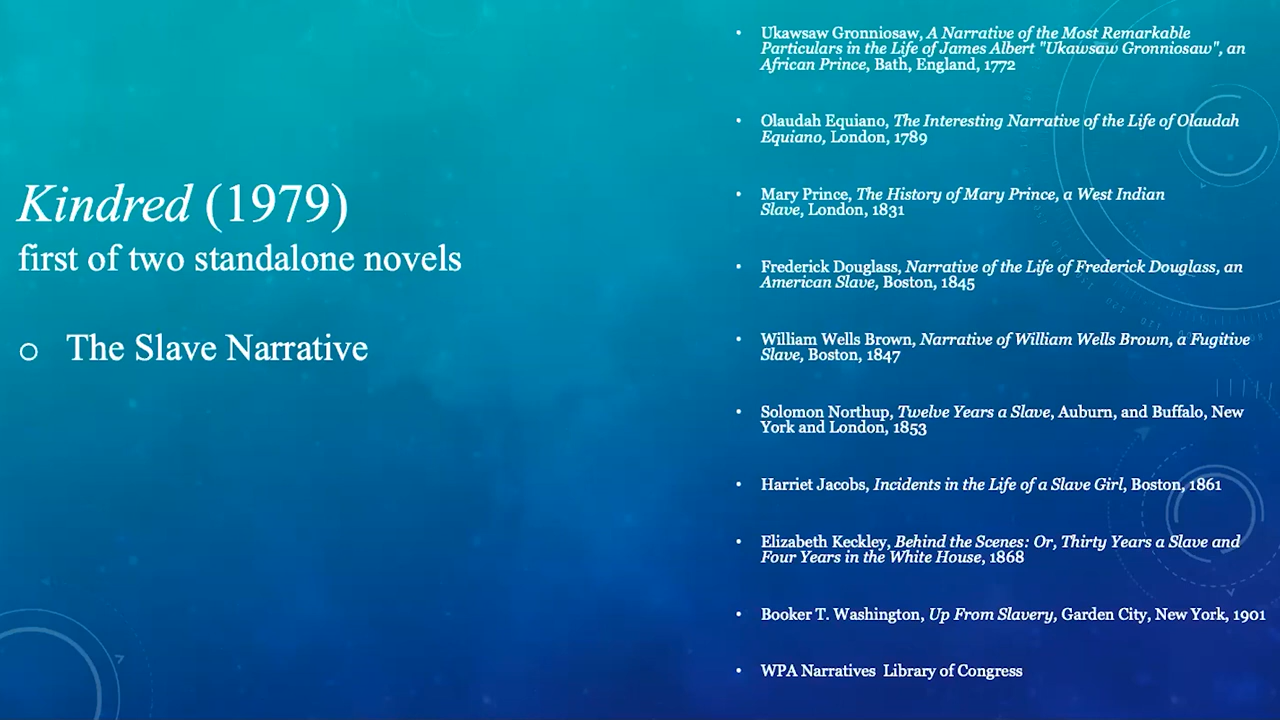 Kindred (1979)
first of two standalone novels
o The Slave Narrative
• Ukawsaw Gronniosaw, A Narrative of the Most Remarkable
Particulars in the Life of James Albert "Ukawsaw Gronniosaw", an
African Prince, Bath, England, 1772
• Olaudah Equiano, The Interesting Narrative of the Life of Olaudah
Equiano, London, 1789
• Mary Prince, The History of Mary Prince, a West Indian
Slave, London, 1831
• Frederick Douglass, Narrative of the Life of Frederick Douglass, an
American Slave, Boston, 1845
• William Wells Brown, Narrative of William Wells Brown, a Fugitive
Slave, Boston, 1847
• Solomon Northup, Twelve Years a Slave, Auburn, and Buffalo, New
York and London, 1853
• Harriet Jacobs, Incidents in the Life of a Slave Girl, Boston, 1861
• Elizabeth Keckley, Behind the Scenes: Or, Thirty Years a Slave and
Four Years in the White House, 1868
• Booker T. Washington, Up From Slavery, Garden City, New York, 1901
• WPA Narratives Library of Congress